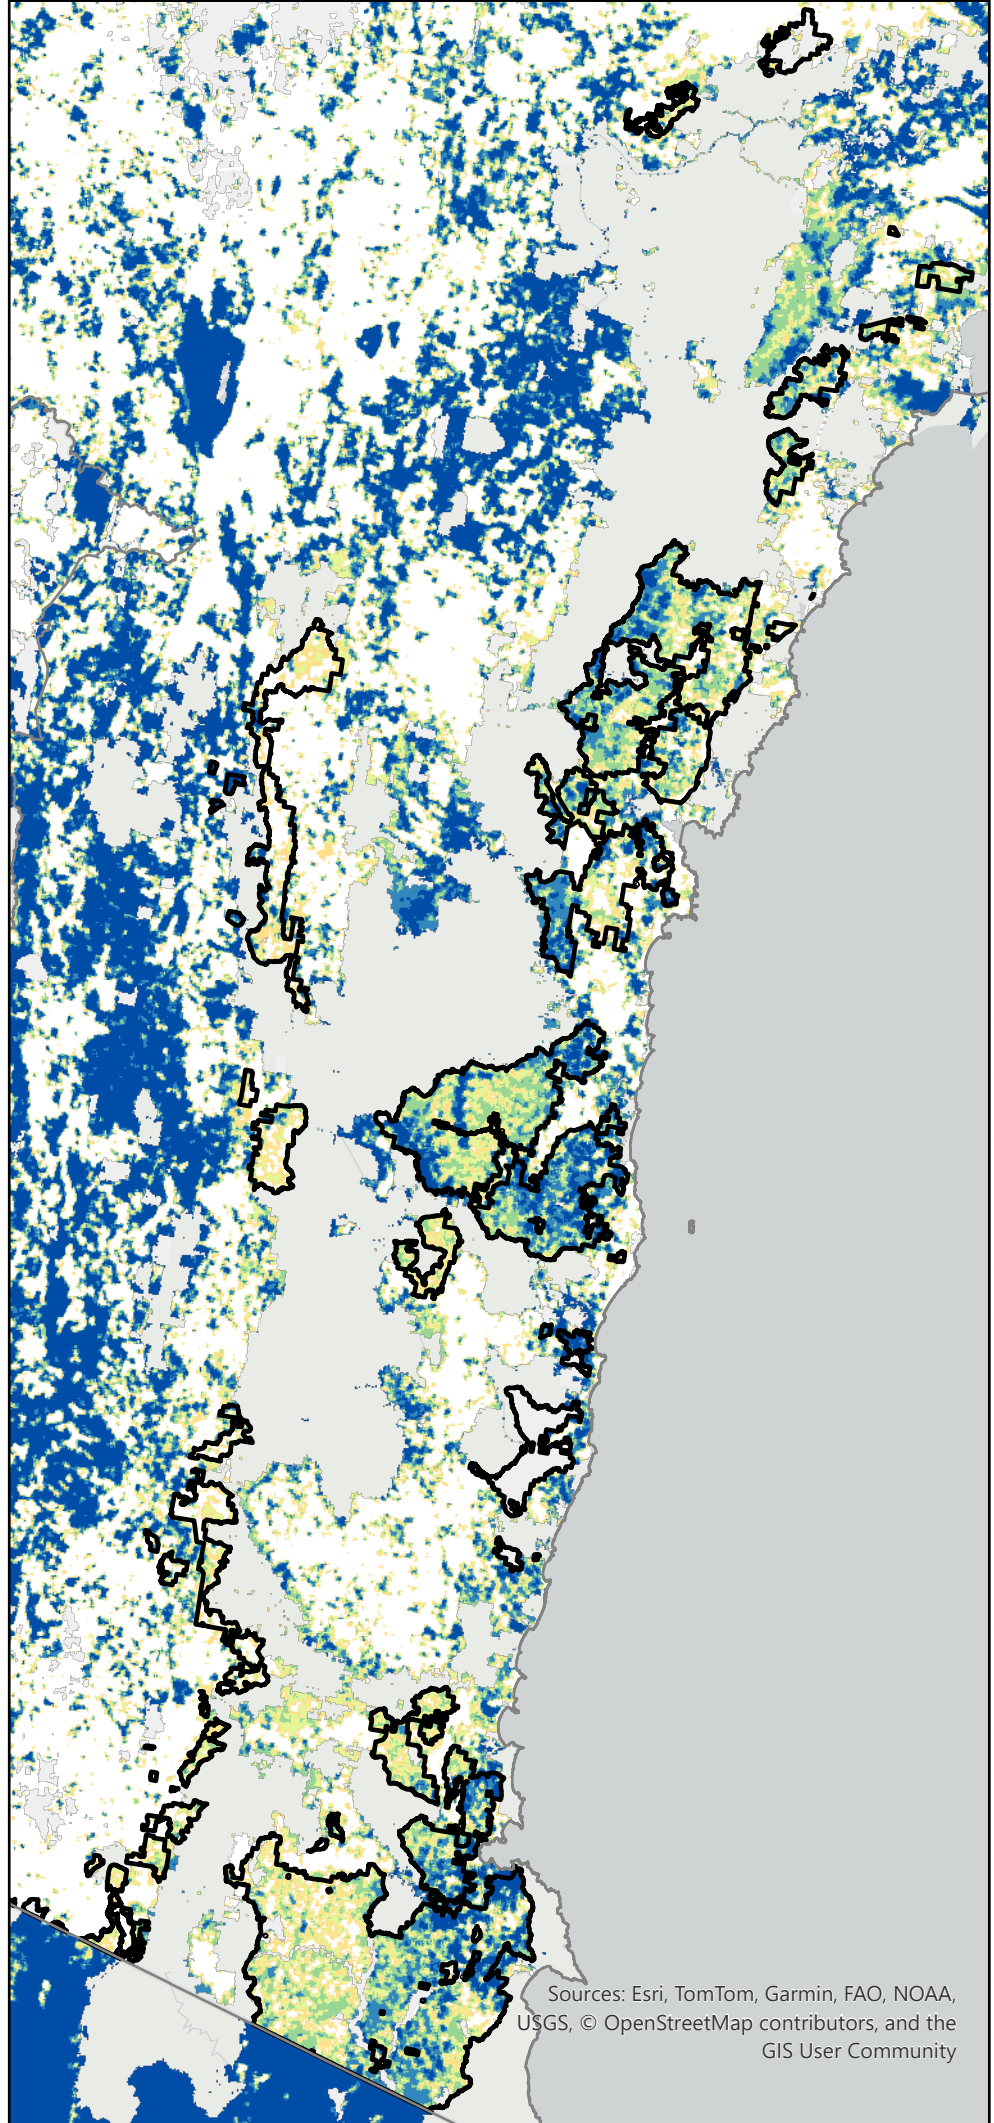 Sources: Esri, TomTom, Garmin, FAO, NOAA,
USGS, © OpenStreetMap contributors, and the
GIS User Community